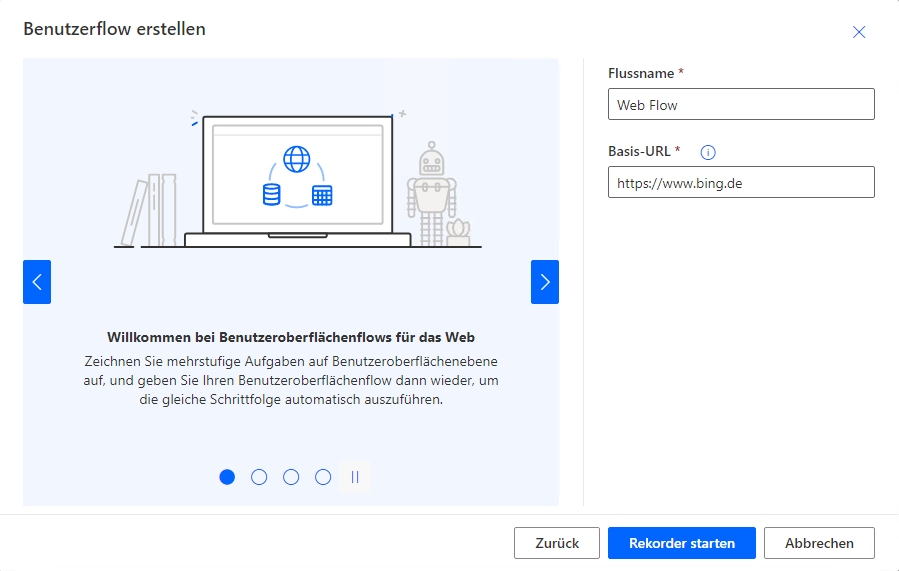 Benutzerflow erstellen
Willkommen bei Benutzeroberflächenflows für das Web
Zeichnen Sie mehrstufige Aufgaben auf Benutzeroberflächenebene
auf, und geben Sie Ihren Benutzeroberflächenflow dann wieder, um
die gleiche Schrittfolge automatisch auszuführen.
Flussname *
Web Flow
Basis-URL *
https://www.bing.de
Zurück
Rekorder starten
Abbrechen